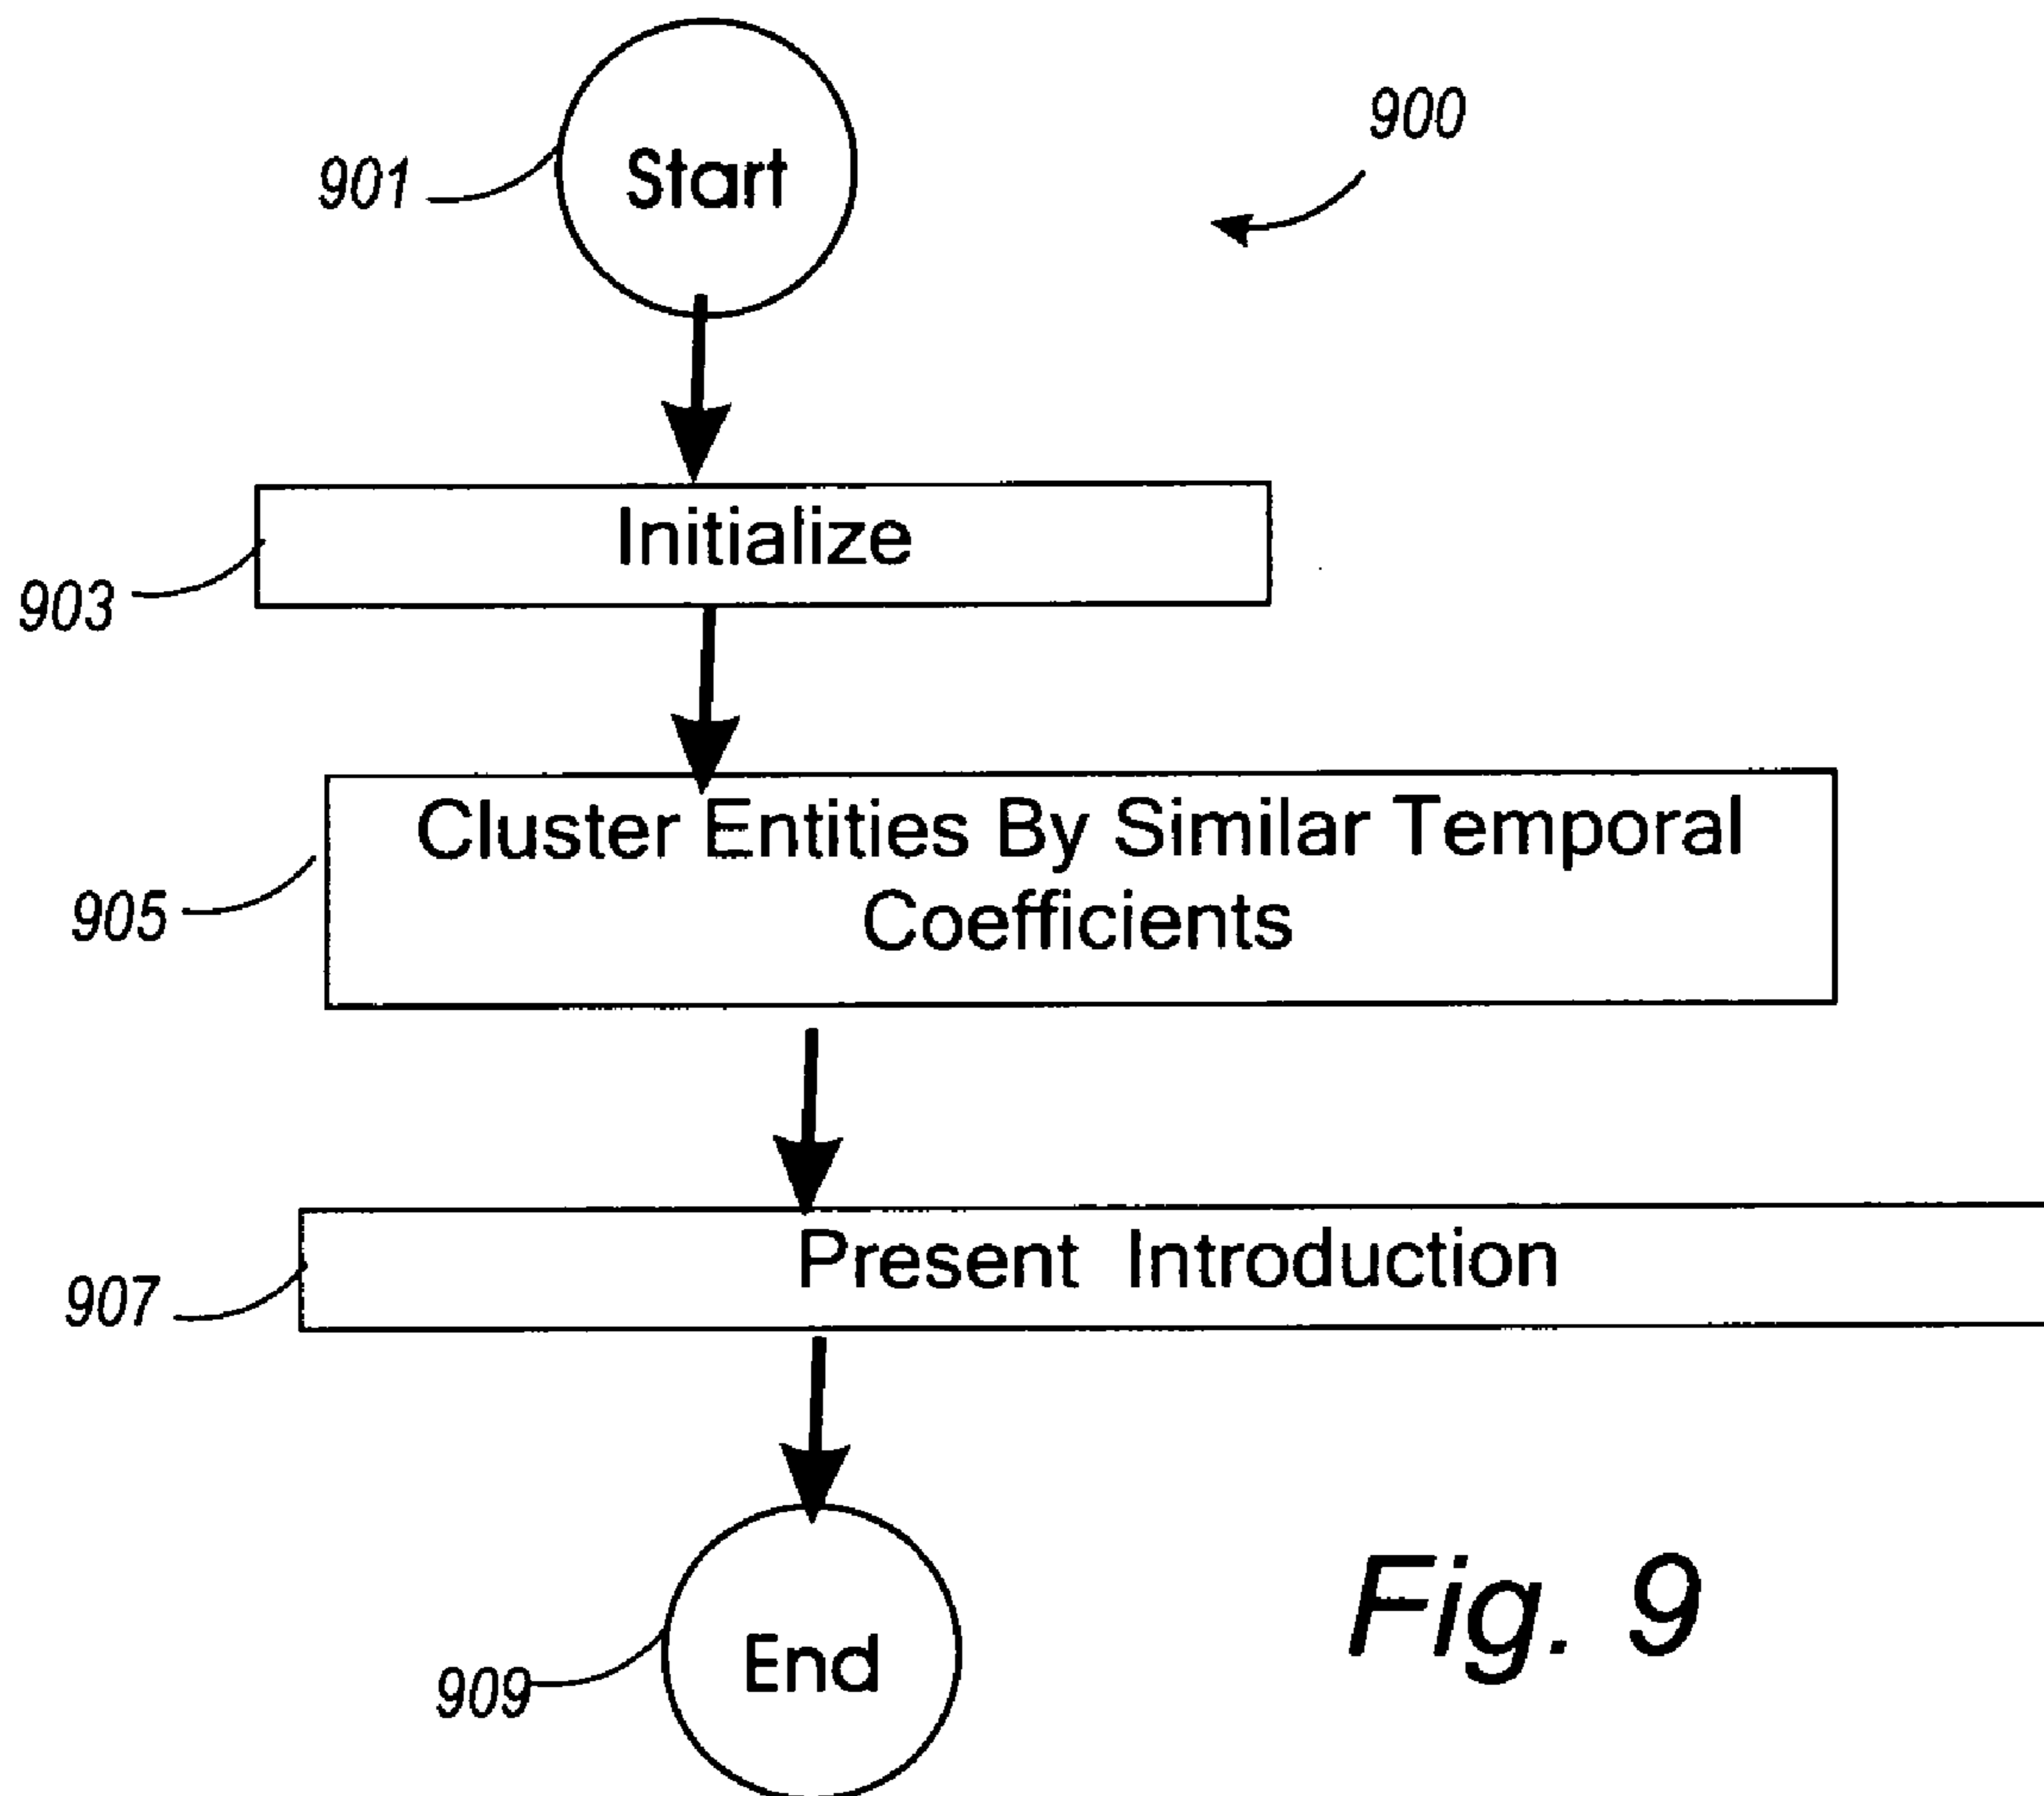 900
901
Start
Initialize
903
Cluster Entities By Similar Temporal
Coefficients
905
Present Introduction
907
End
909
Fig. 9